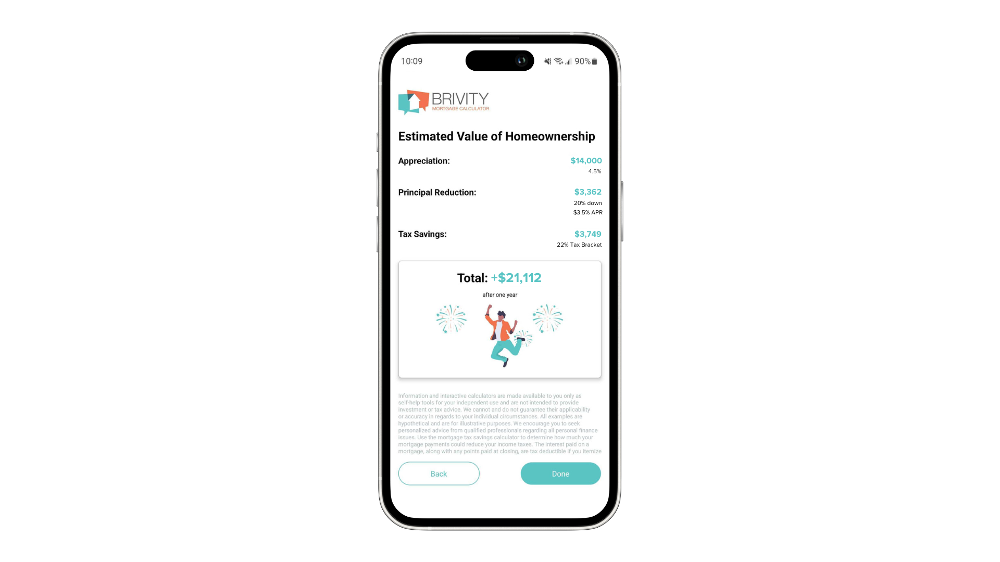 10:09
90%
BRIVITY
MORTGAGE CALCULATOR
Estimated Value of Homeownership
Appreciation:
$14,000
4.5%
Principal Reduction:
$3,362
20% down
$3.5% APR
Tax Savings:
$3,749
22% Tax Bracket
Total: +$21,112
after one year
Information and interactive calculators are made available to you only as
self-help tools for your independent use and are not intended to provide
investment or tax advice. We cannot and do not guarantee their applicability
or accuracy in regards to your individual circumstances. All examples are
hypothetical and are for illustrative purposes. We encourage you to seek
personalized advice from qualified professionals regarding all personal finance
issues. Use the mortgage tax savings calculator to determine how much your
mortgage payments could reduce your income taxes. The interest paid on a
mortgage, along with any points paid at closing, are tax deductible if you itemize
Back
Done